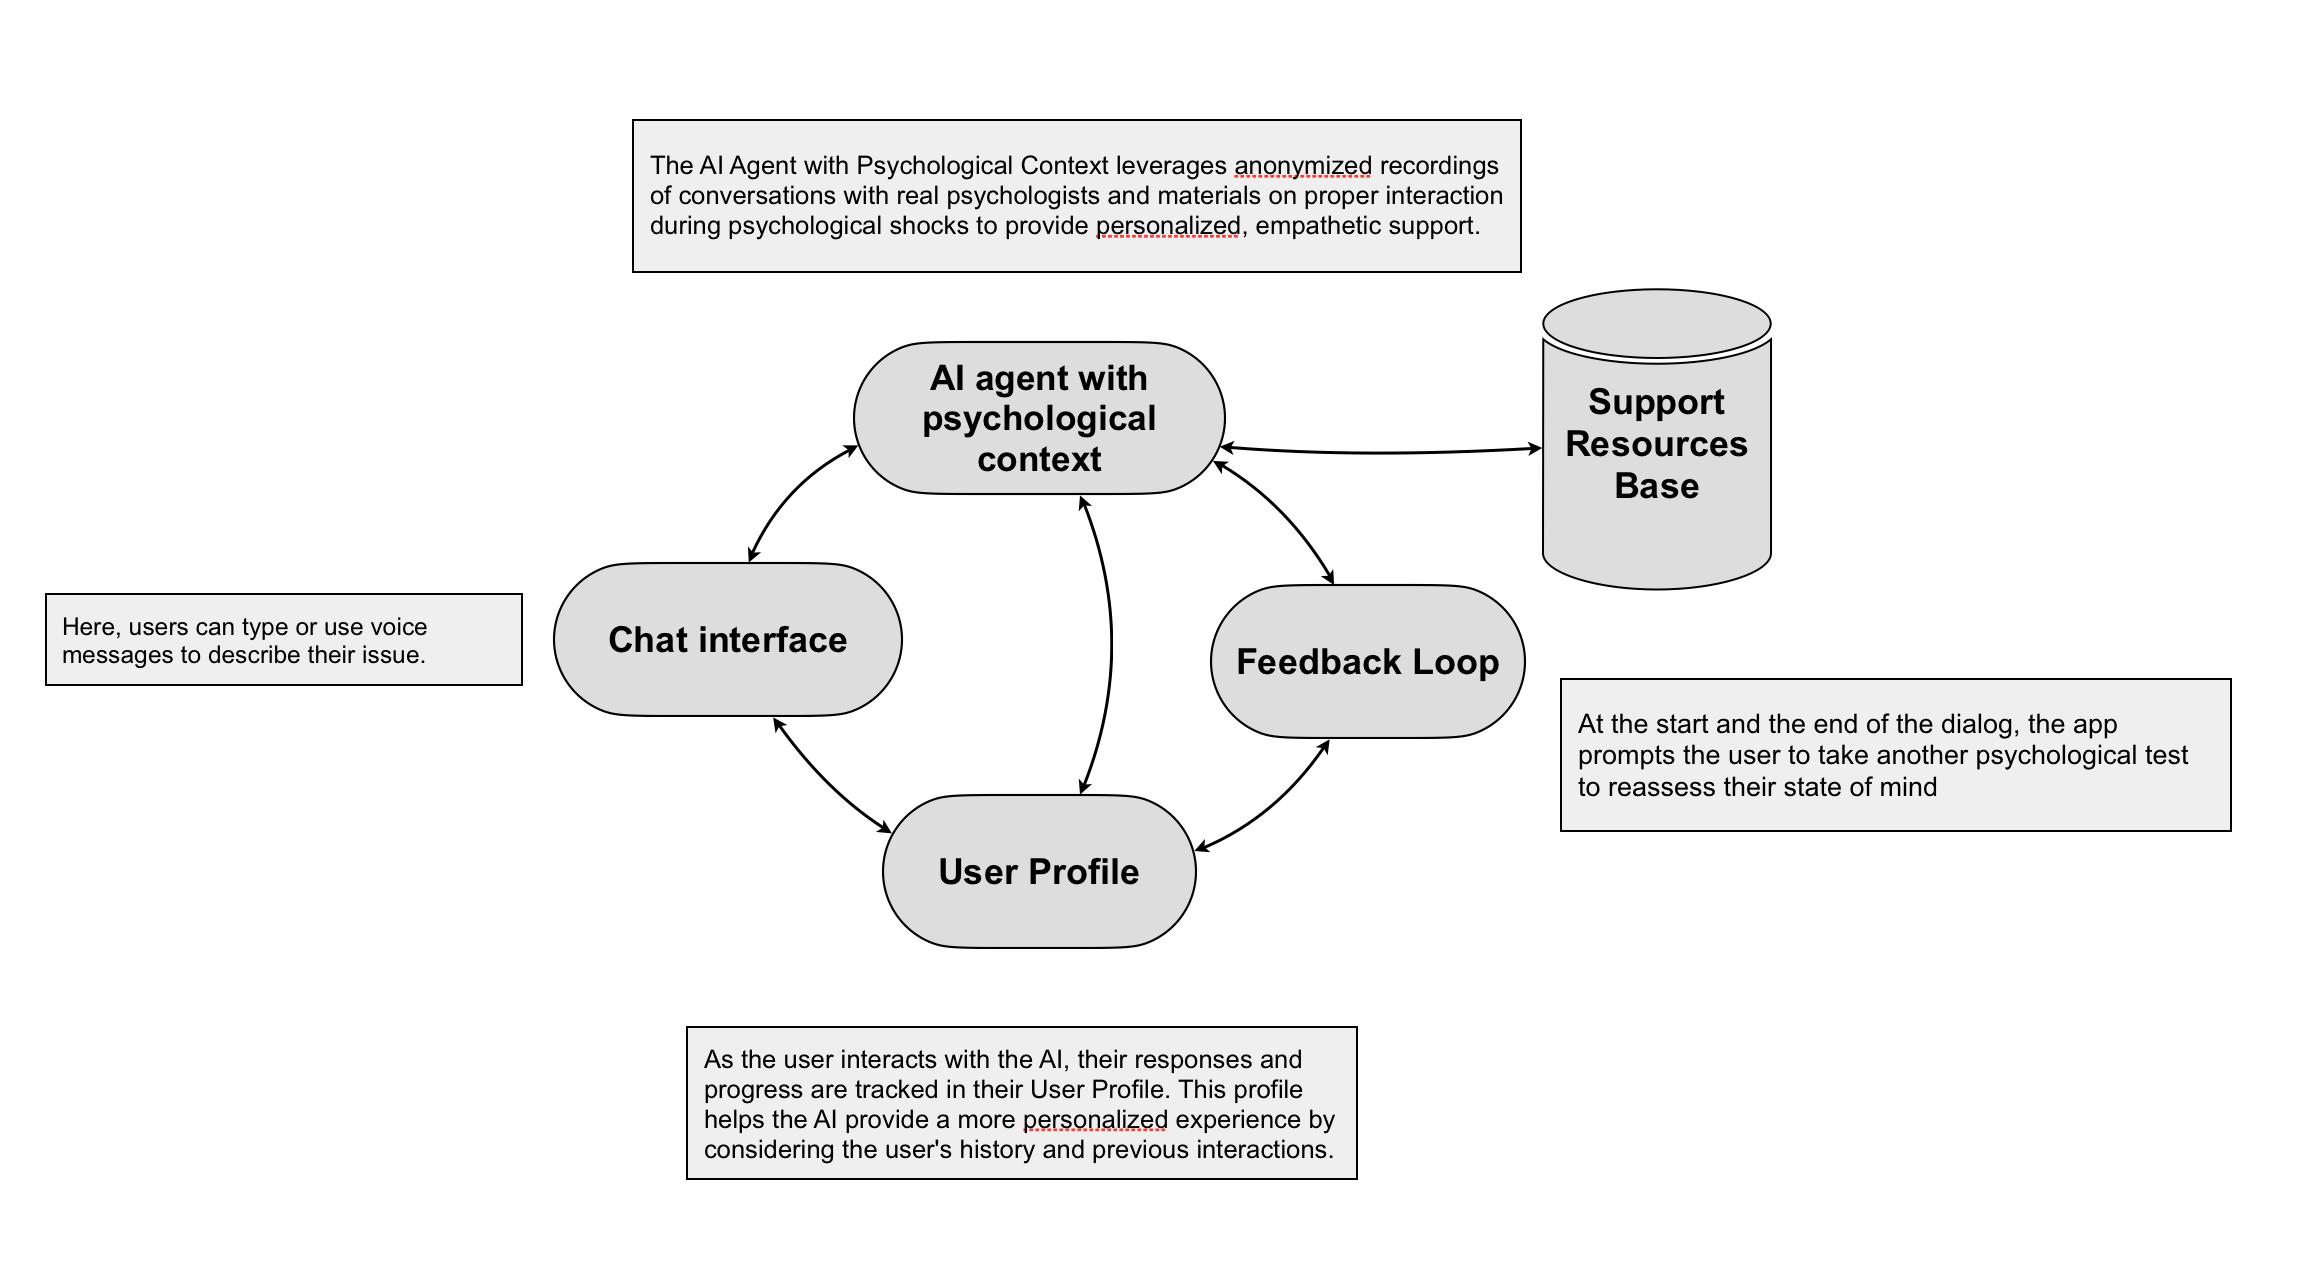 The AI Agent with Psychological Context leverages anonymized recordings
of conversations with real psychologists and materials on proper interaction
during psychological shocks to provide personalized, empathetic support.
AI agent with
psychological
context
Support
Resources
Base
Here, users can type or use voice
messages to describe their issue.
Chat interface
Feedback Loop
At the start and the end of the dialog, the app
prompts the user to take another psychological test
to reassess their state of mind
User Profile
As the user interacts with the AI, their responses and
progress are tracked in their User Profile. This profile
helps the AI provide a more personalized experience by
considering the user's history and previous interactions.